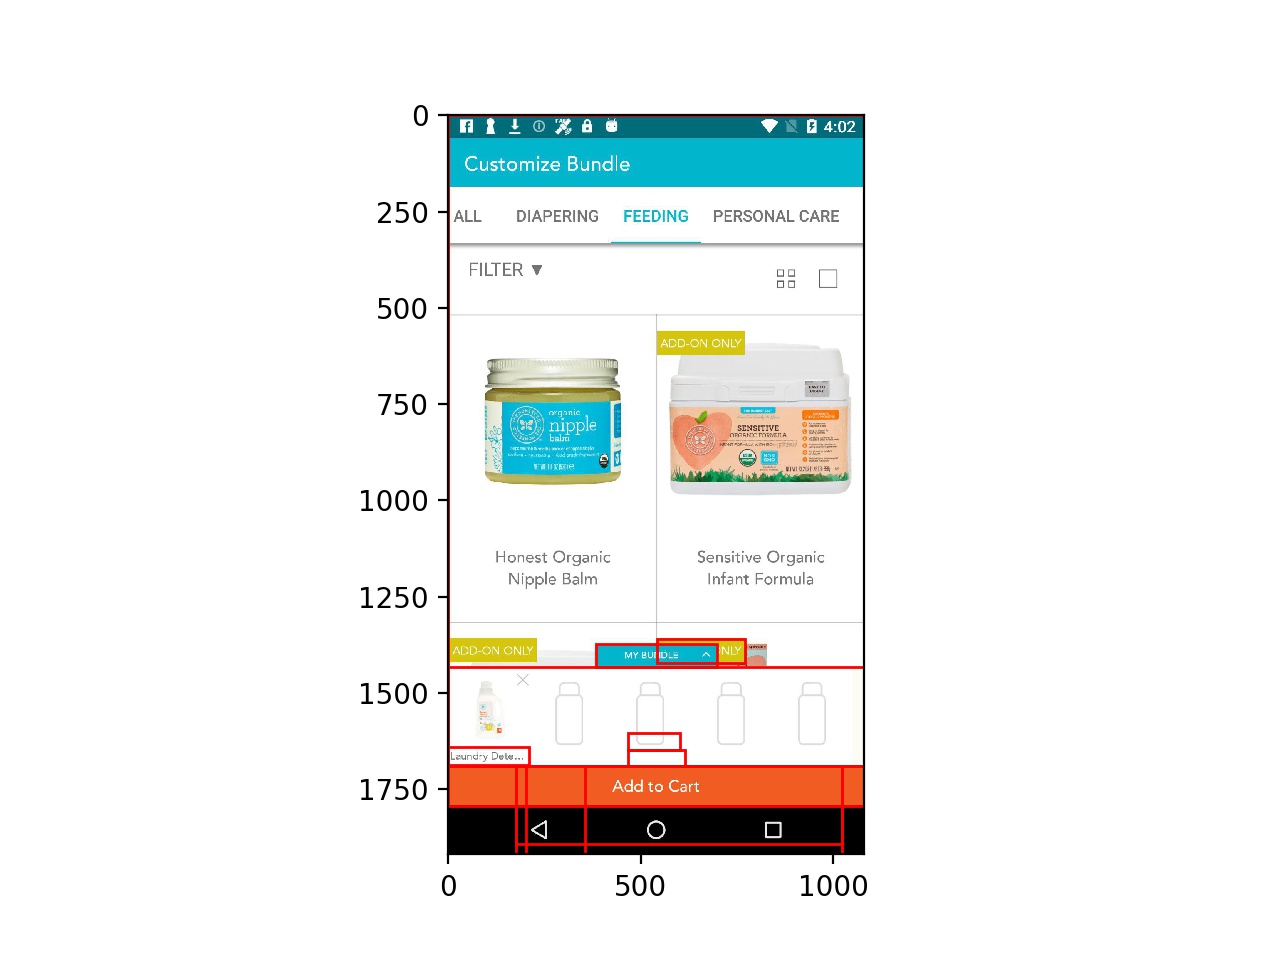 0
250
500
750
1000
1250
1500
1750
0
500
1000
4:02
Customize Bundle
ALL
DIAPERING
FEEDING
PERSONAL CARE
FILTER ▼
ADD-ON ONLY
organic
nipple
balm
SENSITIVE
ORGANIC FORMULA
Honest Organic
Nipple Balm
Sensitive Organic
Infant Formula
ADD-ON ONLY
MY BUNDLE
NLY
Laundry Dete...
Add to Cart